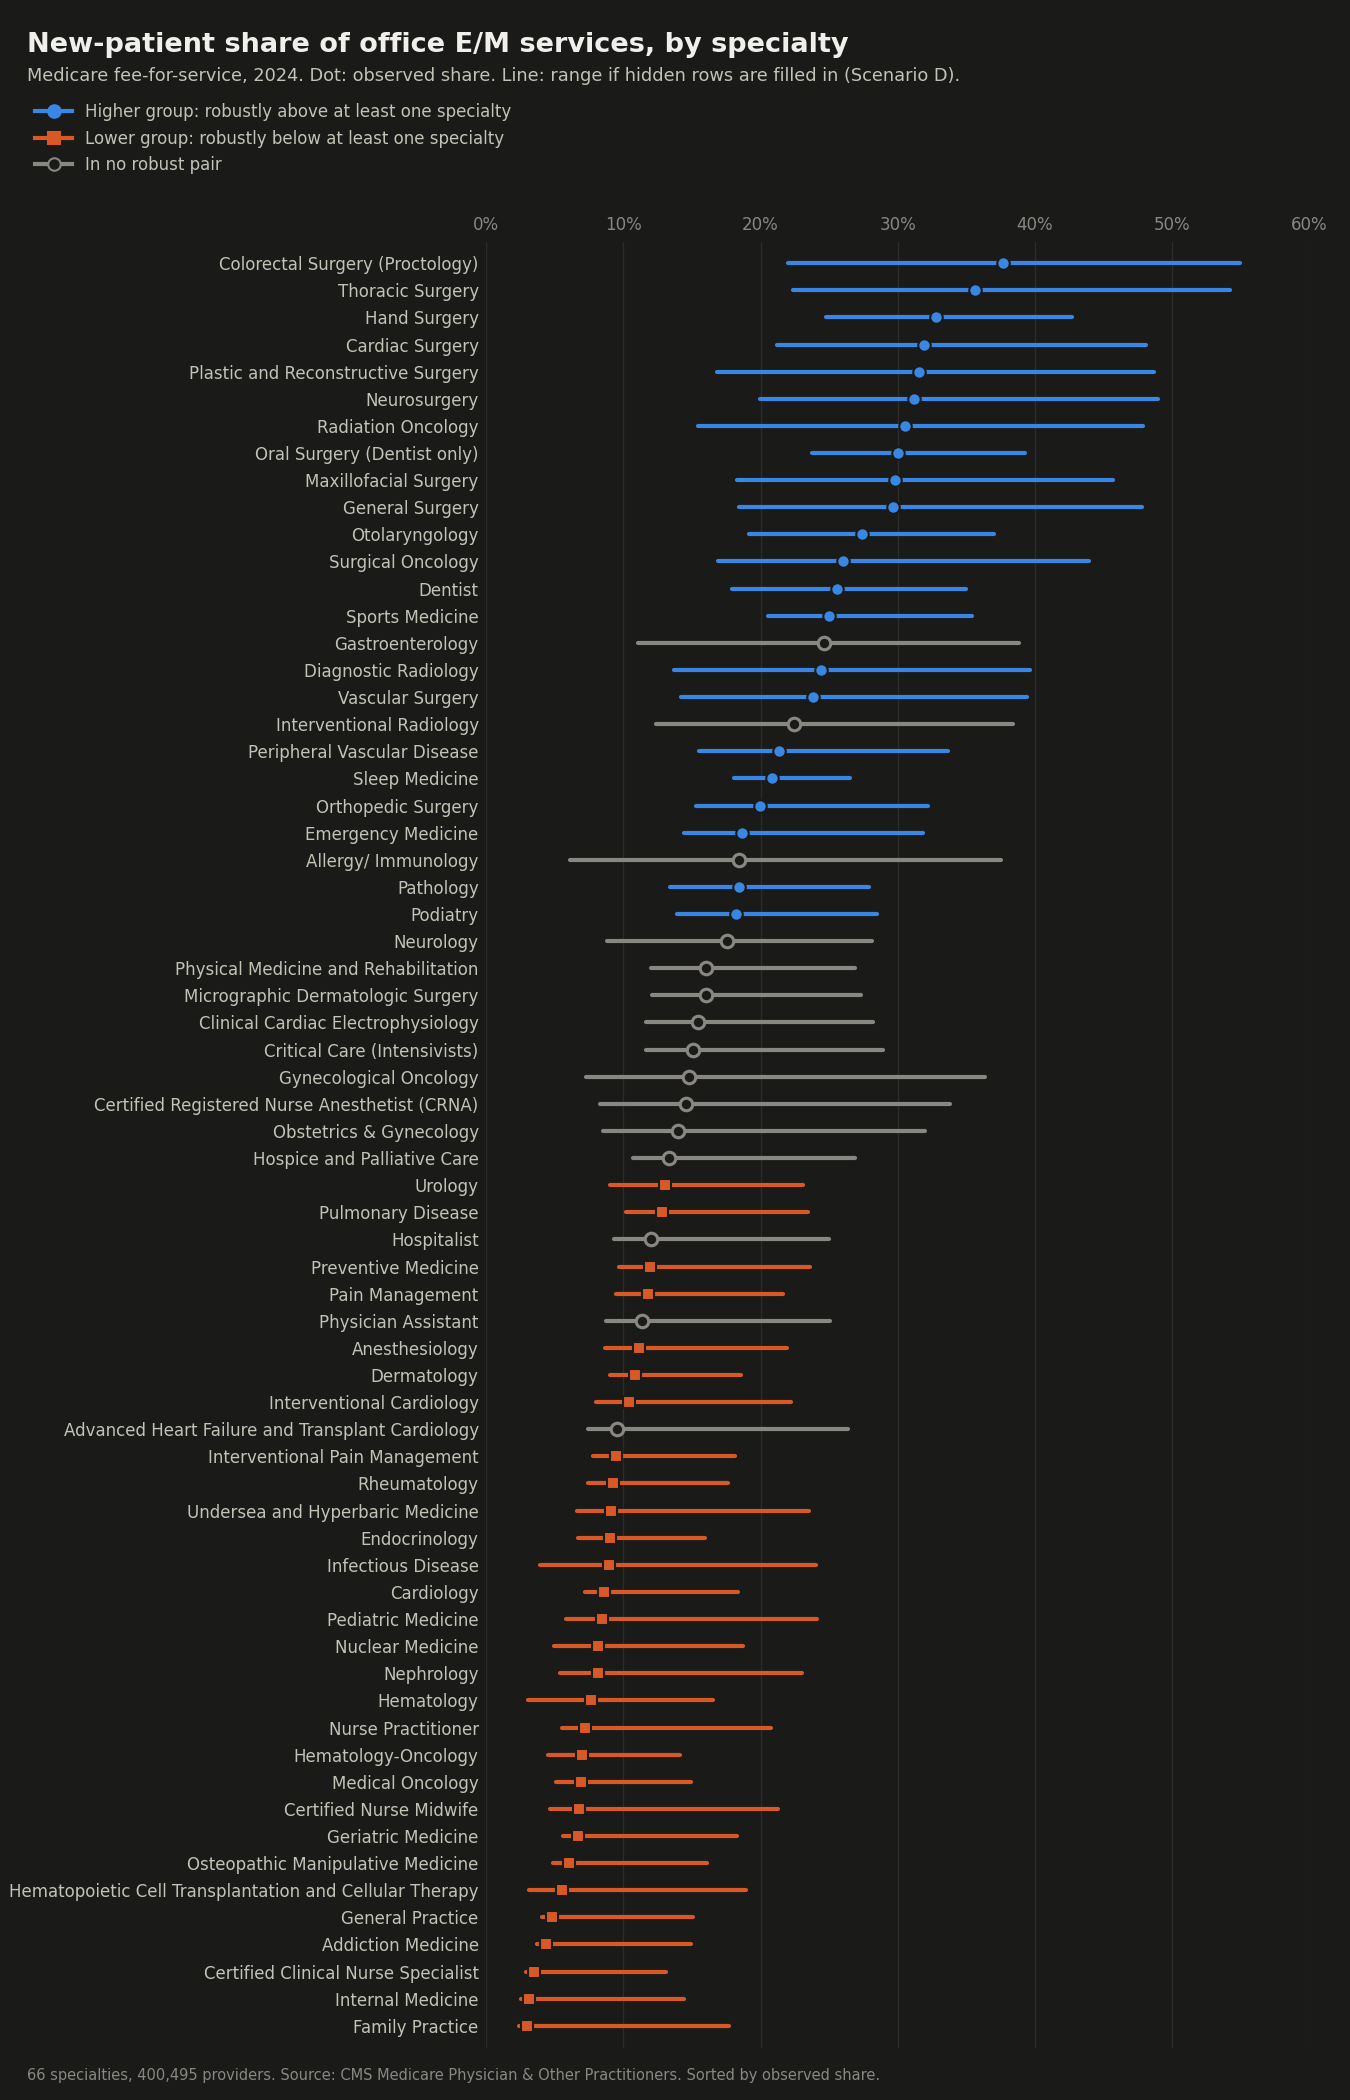 New-patient share of office E/M services, by specialty
Medicare fee-for-service, 2024. Dot: observed share. Line: range if hidden rows are filled in (Scenario D).
Higher group: robustly above at least one specialty
Lower group: robustly below at least one specialty
In no robust pair
0% 10% 20% 30% 40% 50% 60%
Colorectal Surgery (Proctology)
Thoracic Surgery
Hand Surgery
Cardiac Surgery
Plastic and Reconstructive Surgery
Neurosurgery
Radiation Oncology
Oral Surgery (Dentist only)
Maxillofacial Surgery
General Surgery
Otolaryngology
Surgical Oncology
Dentist
Sports Medicine
Gastroenterology
Diagnostic Radiology
Vascular Surgery
Interventional Radiology
Peripheral Vascular Disease
Sleep Medicine
Orthopedic Surgery
Emergency Medicine
Allergy/ Immunology
Pathology
Podiatry
Neurology
Physical Medicine and Rehabilitation
Micrographic Dermatologic Surgery
Clinical Cardiac Electrophysiology
Critical Care (Intensivists)
Gynecological Oncology
Certified Registered Nurse Anesthetist (CRNA)
Obstetrics & Gynecology
Hospice and Palliative Care
Urology
Pulmonary Disease
Hospitalist
Preventive Medicine
Pain Management
Physician Assistant
Anesthesiology
Dermatology
Interventional Cardiology
Advanced Heart Failure and Transplant Cardiology
Interventional Pain Management
Rheumatology
Undersea and Hyperbaric Medicine
Endocrinology
Infectious Disease
Cardiology
Pediatric Medicine
Nuclear Medicine
Nephrology
Hematology
Nurse Practitioner
Hematology-Oncology
Medical Oncology
Certified Nurse Midwife
Geriatric Medicine
Osteopathic Manipulative Medicine
Hematopoietic Cell Transplantation and Cellular Therapy
General Practice
Addiction Medicine
Certified Clinical Nurse Specialist
Internal Medicine
Family Practice
66 specialties, 400,495 providers. Source: CMS Medicare Physician & Other Practitioners. Sorted by observed share.